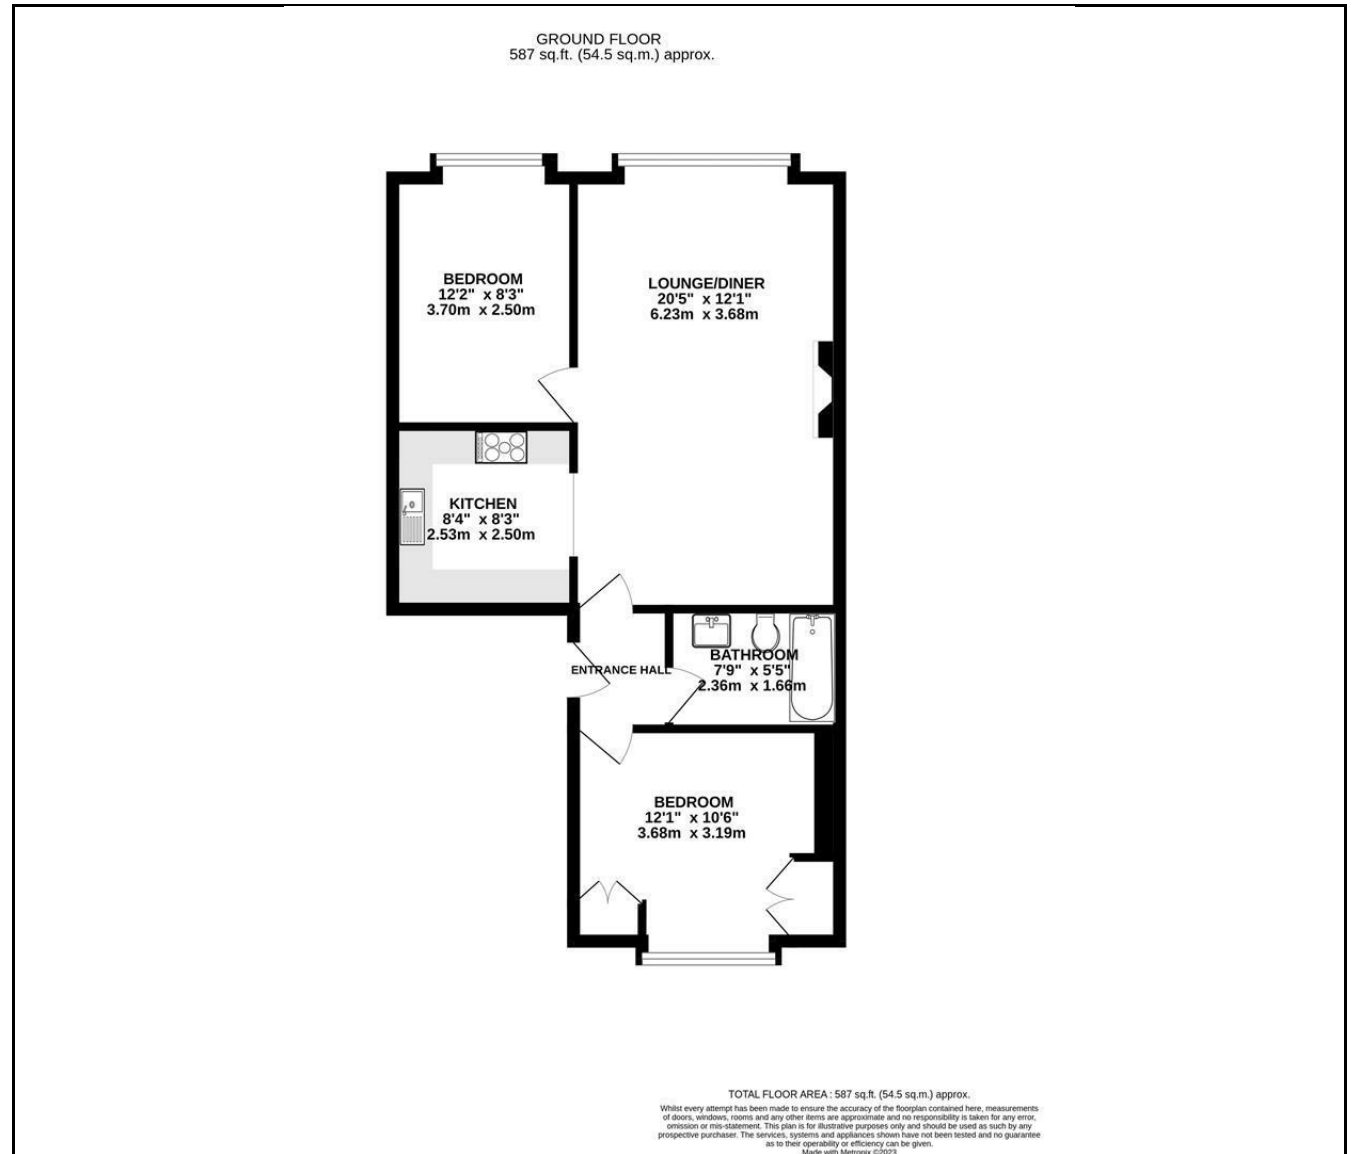 GROUND FLOOR
587 sq.ft. (54.5 sq.m.) approx.
BEDROOM
12'2" x 8'3"
3.70m x 2.50m
LOUNGE/DINER
20'5" x 12'1"
6.23m x 3.68m
KITCHEN
8'4" x 8'3"
2.53m x 2.50m
ENTRANCE HALL
BATHROOM
7'9" x 5'5"
2.36m x 1.66m
BEDROOM
12'1" x 10'6"
3.68m x 3.19m
TOTAL FLOOR AREA : 587 sq.ft. (54.5 sq.m.) approx.
Whilst every attempt has been made to ensure the accuracy of the floorplan contained here, measurements
of doors, windows, rooms and any other items are approximate and no responsibility is taken for any error,
omission or mis-statement. This plan is for illustrative purposes only and should be used as such by any
prospective purchaser. The services, systems and appliances shown have not been tested and no guarantee
as to their operability or efficiency can be given.
Made with Metropix ©2023